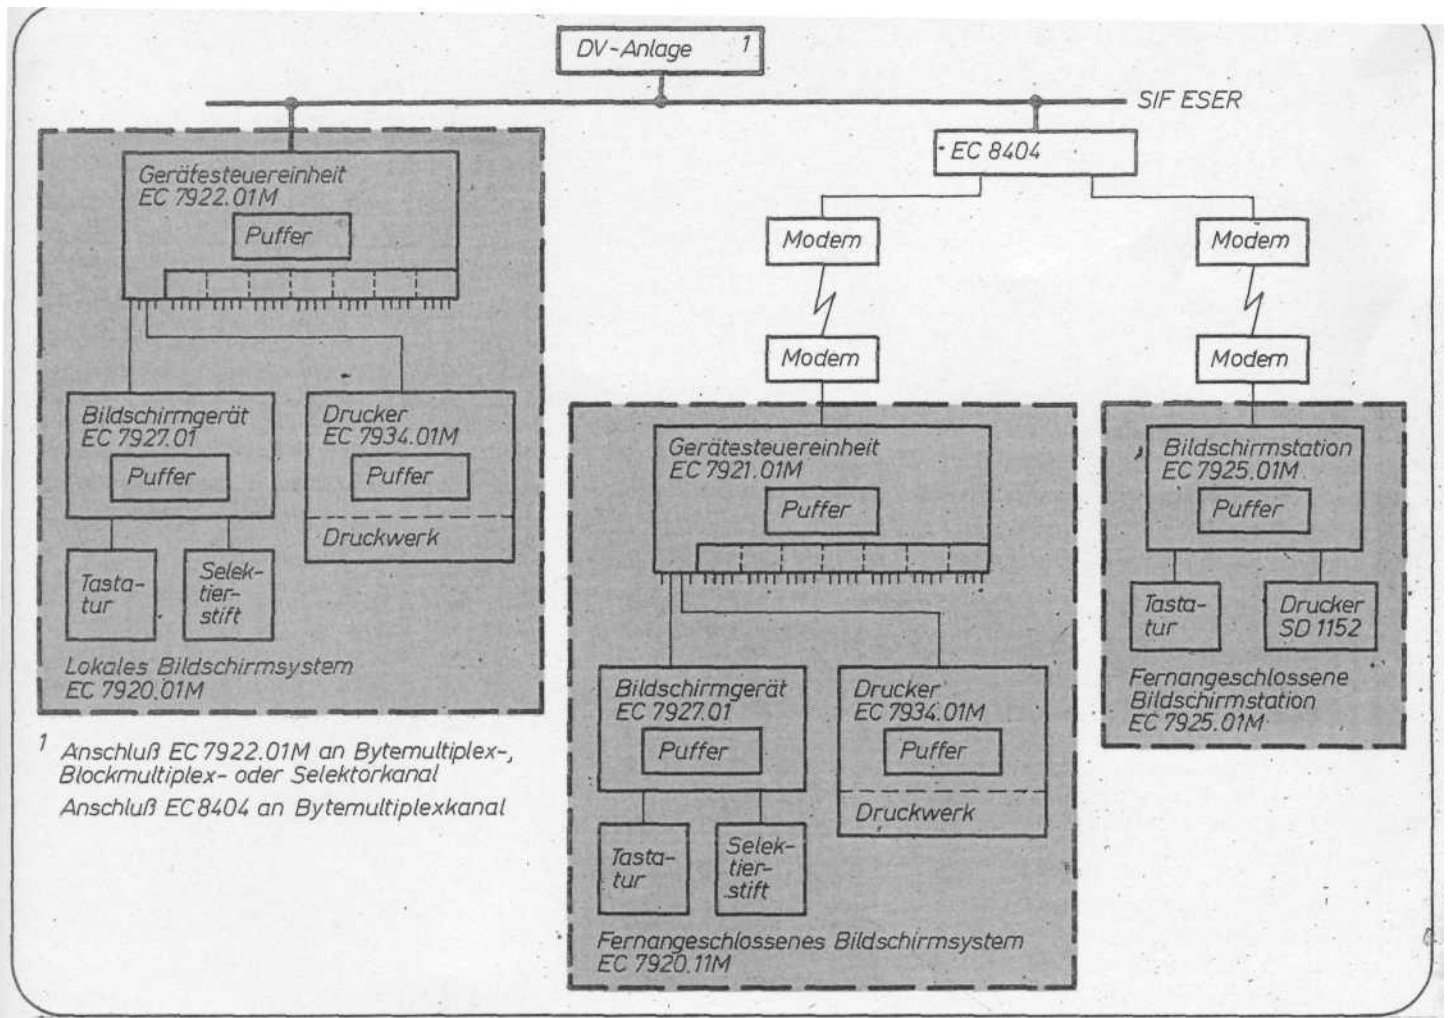 DV-Anlage 1
SIF ESER
EC 8404
Gerätesteuereinheit
EC 7922.01M
Puffer
Bildschirmgerät
EC 7927.01
Puffer
Drucker
EC 7934.01M
Puffer
Druckwerk
Tasta-
tur
Selek-
tier-
stift
Lokales Bildschirmsystem
EC 7920.01M
1 Anschluß EC 7922.01M an Bytemultiplex-,
Blockmultiplex- oder Selektorkanal
Anschluß EC 8404 an Bytemultiplexkanal
Modem
Modem
Gerätesteuereinheit
EC 7921.01M
Puffer
Bildschirmgerät
EC 7927.01
Puffer
Drucker
EC 7934.01M
Puffer
Druckwerk
Tasta-
tur
Selek-
tier-
stift
Fernangeschlossenes Bildschirmsystem
EC 7920.11M
Modem
Modem
Bildschirmstation
EC 7925.01M
Puffer
Tasta-
tur
Drucker
SD 1152
Fernangeschlossene
Bildschirmstation
EC 7925.01M